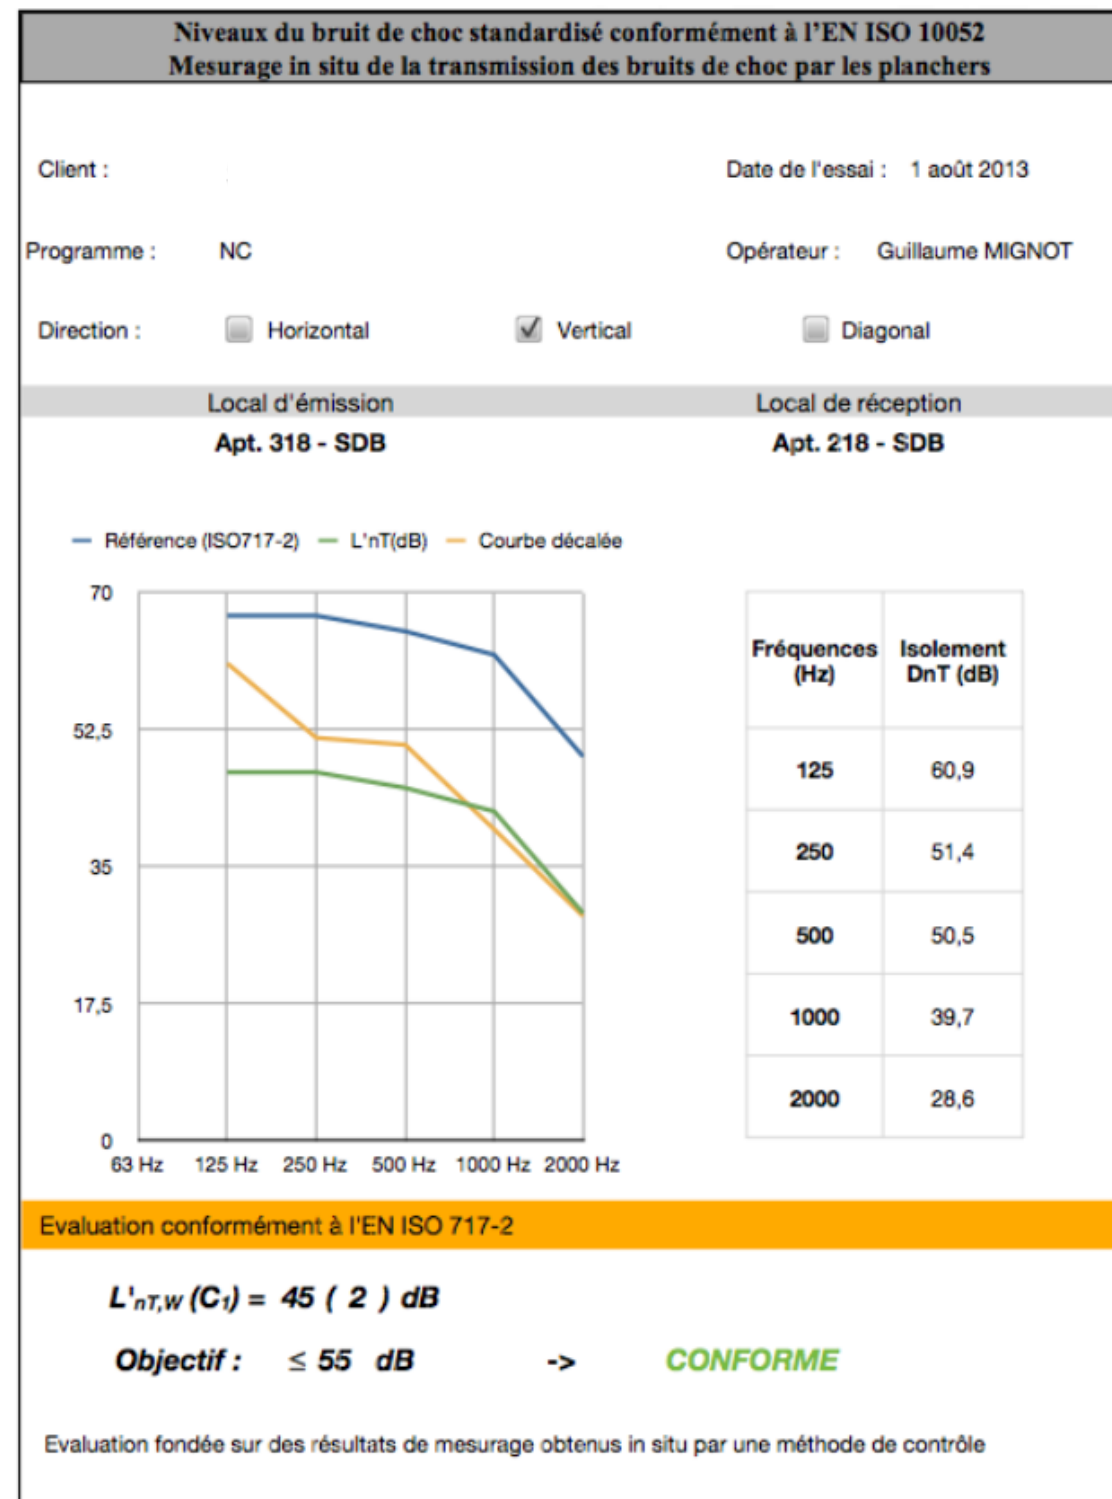 Niveaux du bruit de choc standardisé conformément à l'EN ISO 10052
Mesurage in situ de la transmission des bruits de choc par les planchers
Client : Date de l'essai : 1 août 2013
Programme : NC Opérateur : Guillaume MIGNOT
Direction : Horizontal Vertical Diagonal
Local d'émission Local de réception
Apt. 318 - SDB Apt. 218 - SDB
Référence (ISO717-2) L'nT(dB) Courbe décalée
70
52,5
35
17,5
0
63 Hz 125 Hz 250 Hz 500 Hz 1000 Hz 2000 Hz
Fréquences (Hz) Isolement DnT (dB)
125 60,9
250 51,4
500 50,5
1000 39,7
2000 28,6
Evaluation conformément à l'EN ISO 717-2
L'nT,W (C1) = 45 ( 2 ) dB
Objectif : ≤ 55 dB -> CONFORME
Evaluation fondée sur des résultats de mesurage obtenus in situ par une méthode de contrôle